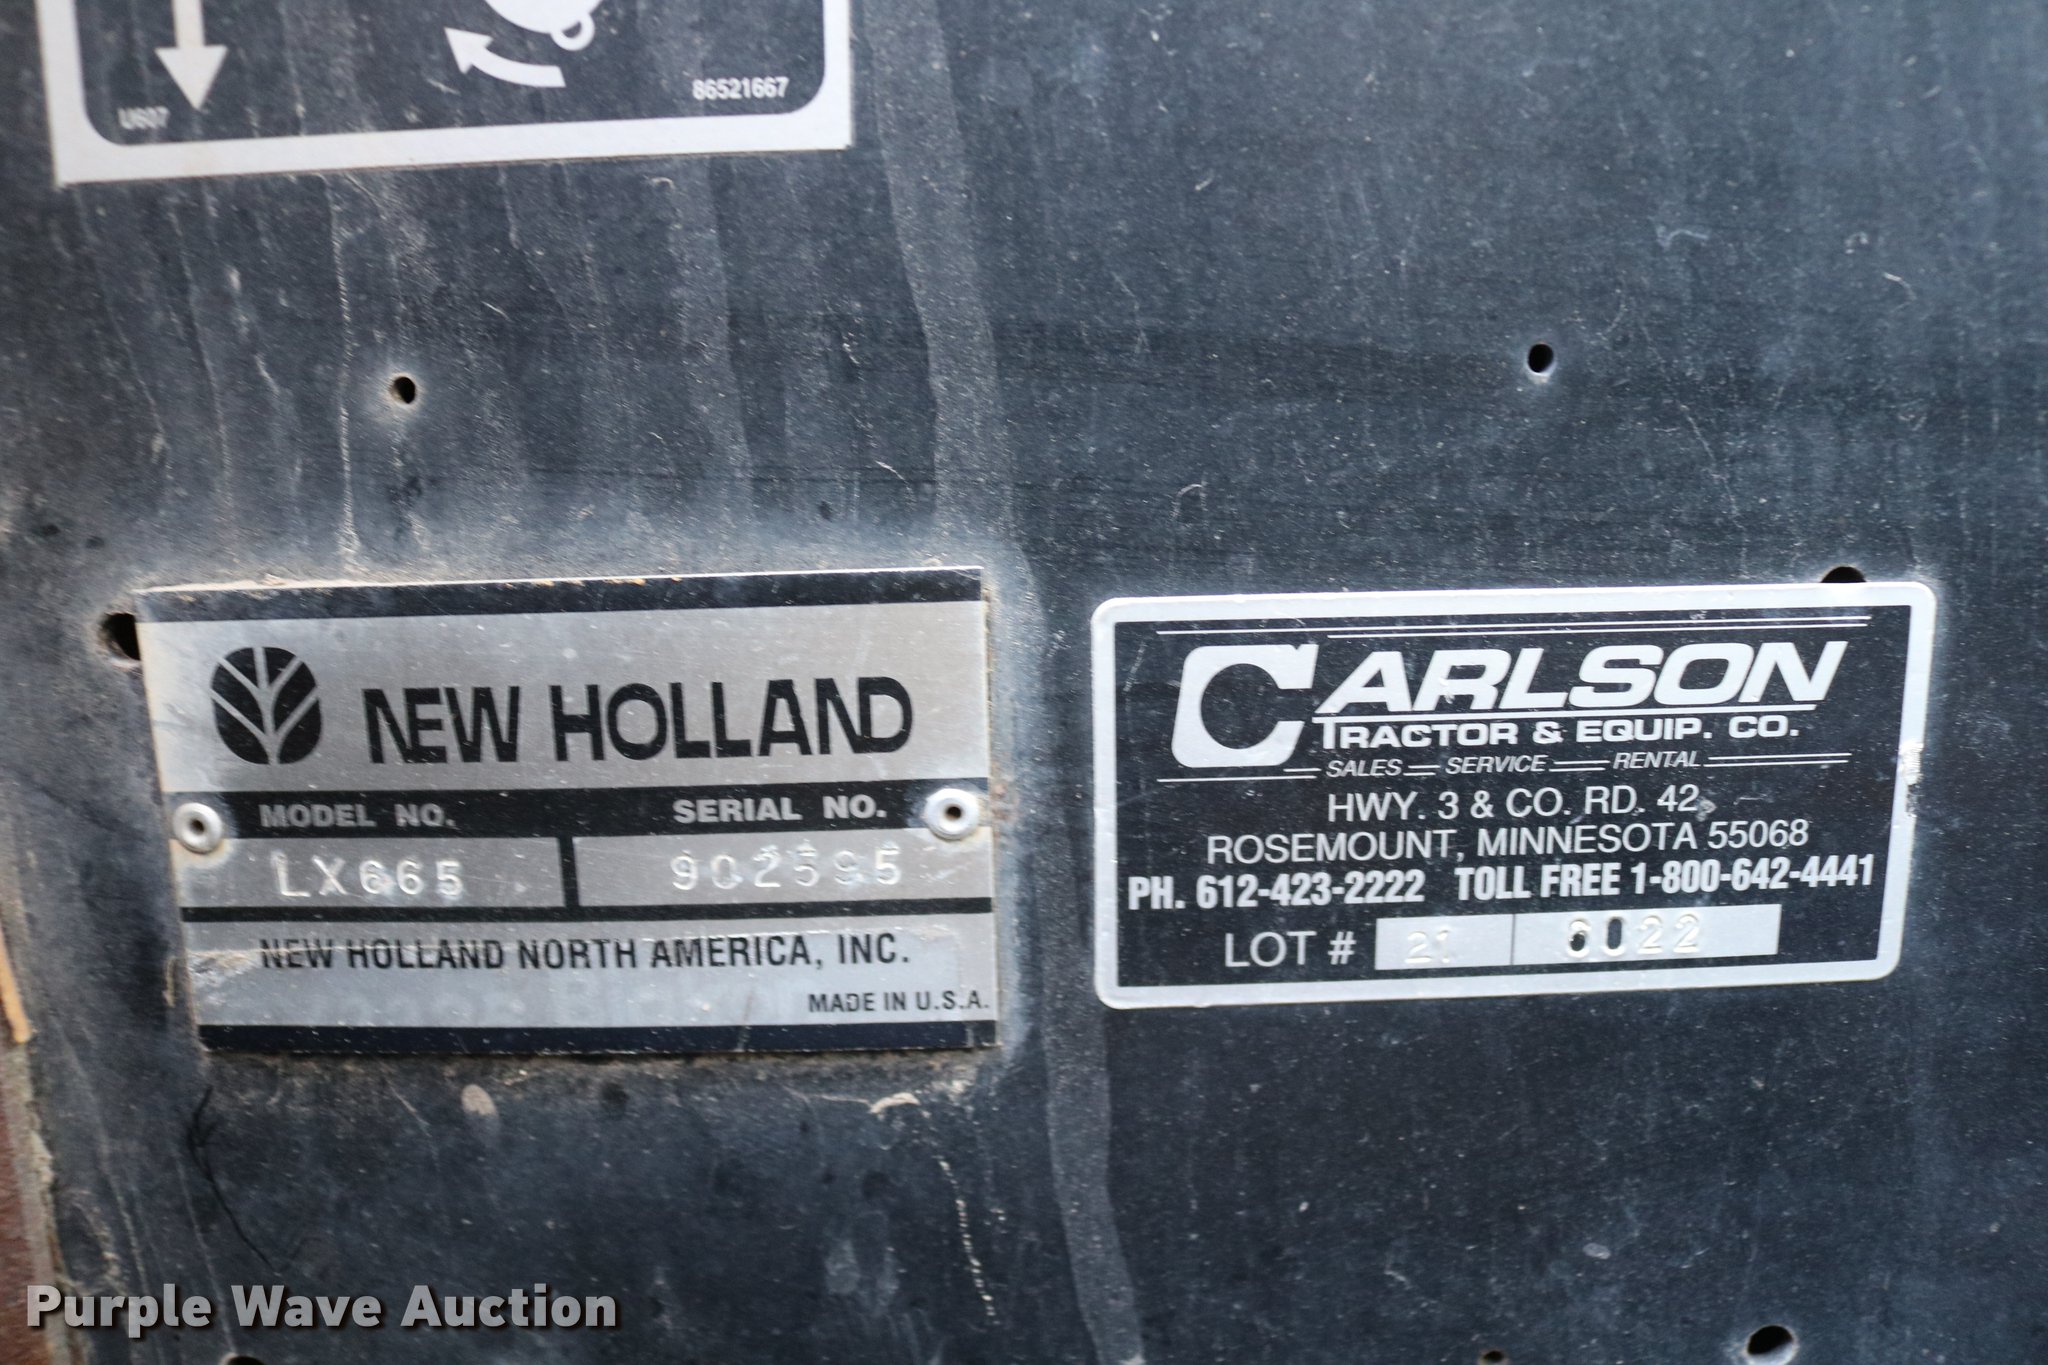 U607
86521667
NEW HOLLAND
MODEL NO. SERIAL NO.
LX665 902595
NEW HOLLAND NORTH AMERICA, INC.
MADE IN U.S.A.
CARLSON
TRACTOR & EQUIP. CO.
SALES SERVICE RENTAL
HWY. 3 & CO. RD. 42
ROSEMOUNT, MINNESOTA 55068
PH. 612-423-2222 TOLL FREE 1-800-642-4441
LOT # 21 6022
Purple Wave Auction